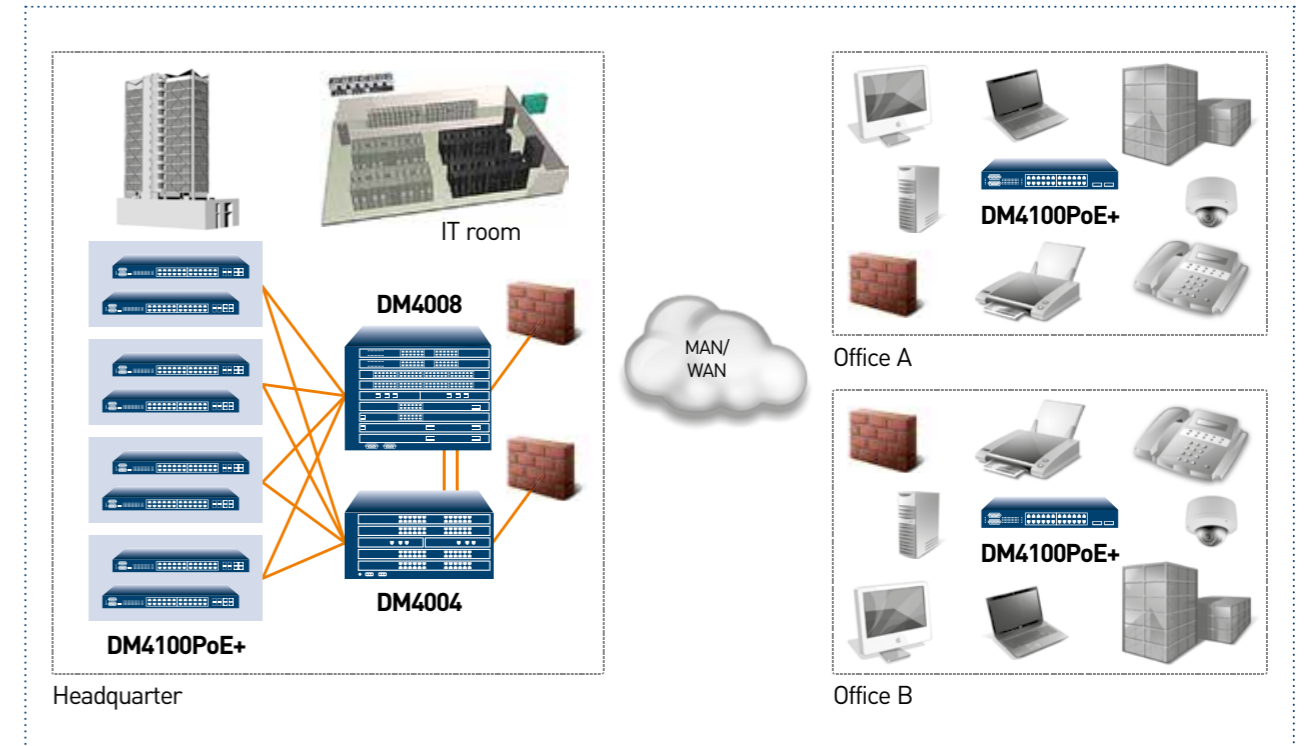 IT room
DM4008
DM4004
DM4100PoE+
Headquarter
MAN/
WAN
DM4100PoE+
Office A
DM4100PoE+
Office B